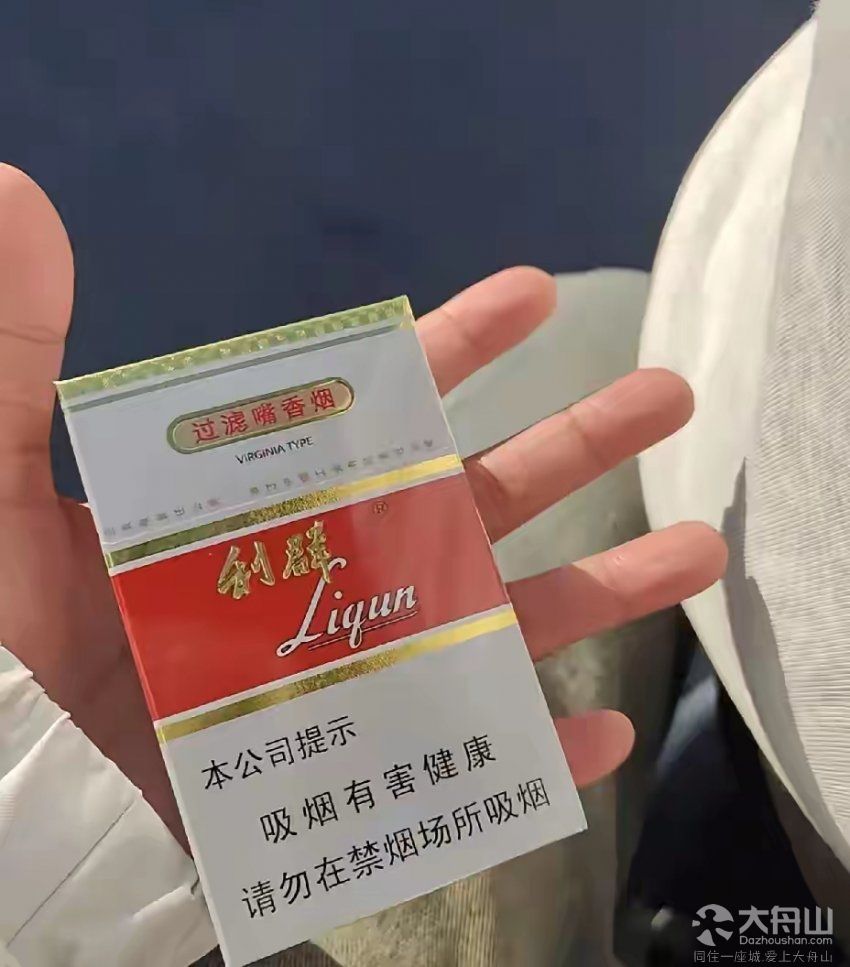 过滤嘴香烟
VIRGINIA TYPE
利群
®
Liqun
本公司提示
吸烟有害健康
请勿在禁烟场所吸烟
大舟山
Dazhoushan.com
同住一座城.爱上大舟山